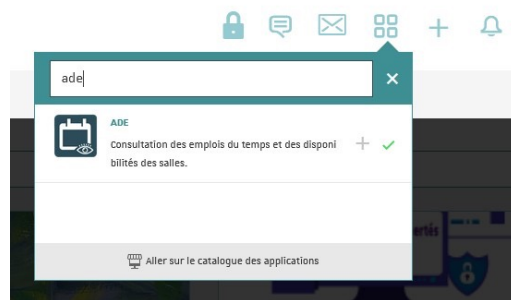 ade
ADE
Consultation des emplois du temps et des disponi
bilités des salles.
ertés
Aller sur le catalogue des applications